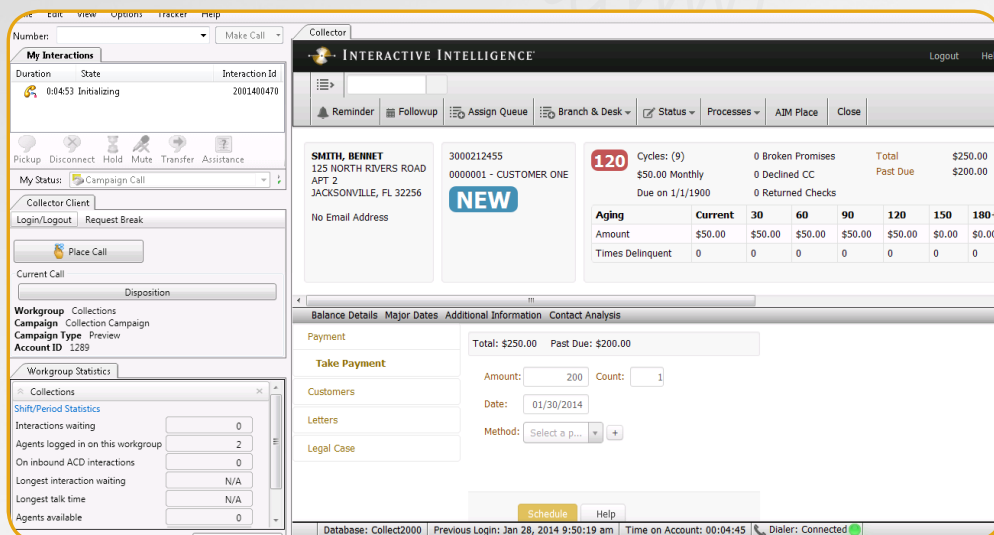 Edit View Options Tracker Help
Number: Make Call
My Interactions
Duration State Interaction Id
0:04:53 Initializing 2001400470
Pickup Disconnect Hold Mute Transfer Assistance
My Status: Campaign Call
Collector Client
Login/Logout Request Break
Place Call
Current Call
Disposition
Workgroup Collections
Campaign Collection Campaign
Campaign Type Preview
Account ID 1289
Workgroup Statistics
Collections
Shift/Period Statistics
Interactions waiting 0
Agents logged in on this workgroup 2
On inbound ACD interactions 0
Longest interaction waiting N/A
Longest talk time N/A
Agents available 0
Collector
INTERACTIVE INTELLIGENCE
Logout Hel
Reminder Followup Assign Queue Branch & Desk Status Processes AIM Place Close
SMITH, BENNET
125 NORTH RIVERS ROAD
APT 2
JACKSONVILLE, FL 32256
No Email Address
3000212455
0000001 - CUSTOMER ONE
NEW
120 Cycles: (9) 0 Broken Promises Total $250.00
$50.00 Monthly 0 Declined CC Past Due $200.00
Due on 1/1/1900 0 Returned Checks
Aging Current 30 60 90 120 150 180+
Amount $50.00 $50.00 $50.00 $50.00 $50.00 $0.00 $0.00
Times Delinquent 0 0 0 0 0 0 0
Balance Details Major Dates Additional Information Contact Analysis
Payment
Take Payment
Customers
Letters
Legal Case
Total: $250.00 Past Due: $200.00
Amount: 200 Count: 1
Date: 01/30/2014
Method: Select a p... +
Schedule Help
Database: Collect2000 Previous Login: Jan 28, 2014 9:50:19 am Time on Account: 00:04:45 Dialer: Connected